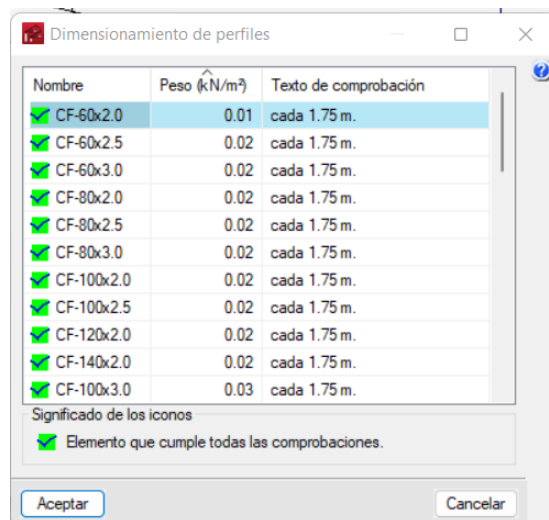 Dimensionamiento de perfiles
Nombre Peso (kN/m²) Texto de comprobación
CF-60x2.0 0.01 cada 1.75 m.
CF-60x2.5 0.02 cada 1.75 m.
CF-60x3.0 0.02 cada 1.75 m.
CF-80x2.0 0.02 cada 1.75 m.
CF-80x2.5 0.02 cada 1.75 m.
CF-80x3.0 0.02 cada 1.75 m.
CF-100x2.0 0.02 cada 1.75 m.
CF-100x2.5 0.02 cada 1.75 m.
CF-120x2.0 0.02 cada 1.75 m.
CF-140x2.0 0.02 cada 1.75 m.
CF-100x3.0 0.03 cada 1.75 m.
Significado de los iconos
Elemento que cumple todas las comprobaciones.
Aceptar Cancelar